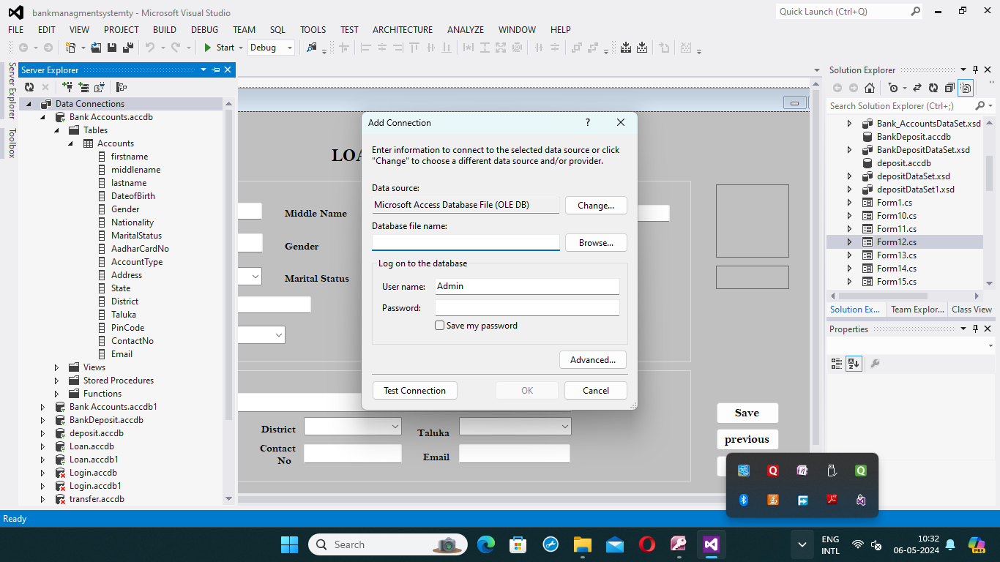 bankmanagmentsystemty - Microsoft Visual Studio
Quick Launch (Ctrl+Q)
FILE EDIT VIEW PROJECT BUILD DEBUG TEAM SQL TOOLS TEST ARCHITECTURE ANALYZE WINDOW HELP
Start Debug
Server Explorer
Toolbox
Server Explorer
Data Connections
Bank Accounts.accdb
Tables
Accounts
firstname
middlename
lastname
DateofBirth
Gender
Nationality
MaritalStatus
AadharCardNo
AccountType
Address
State
District
Taluka
PinCode
ContactNo
Email
Views
Stored Procedures
Functions
Bank Accounts.accdb1
BankDeposit.accdb
deposit.accdb
Loan.accdb
Loan.accdb1
Login.accdb
Login.accdb1
transfer.accdb
LOA
Middle Name
Gender
Marital Status
District
Taluka
Contact
No
Email
Save
previous
Add Connection
?
Enter information to connect to the selected data source or click
"Change" to choose a different data source and/or provider.
Data source:
Microsoft Access Database File (OLE DB)
Change...
Database file name:
Browse...
Log on to the database
User name: Admin
Password:
Save my password
Advanced...
Test Connection OK Cancel
Solution Explorer
Search Solution Explorer (Ctrl+;)
Bank_AccountsDataSet.xsd
BankDeposit.accdb
BankDepositDataSet.xsd
deposit.accdb
depositDataSet.xsd
depositDataSet1.xsd
Form1.cs
Form10.cs
Form11.cs
Form12.cs
Form13.cs
Form14.cs
Form15.cs
Solution Ex... Team Explor... Class View
Properties
Ready
Search
ENG
INTL
10:32
06-05-2024
PRE